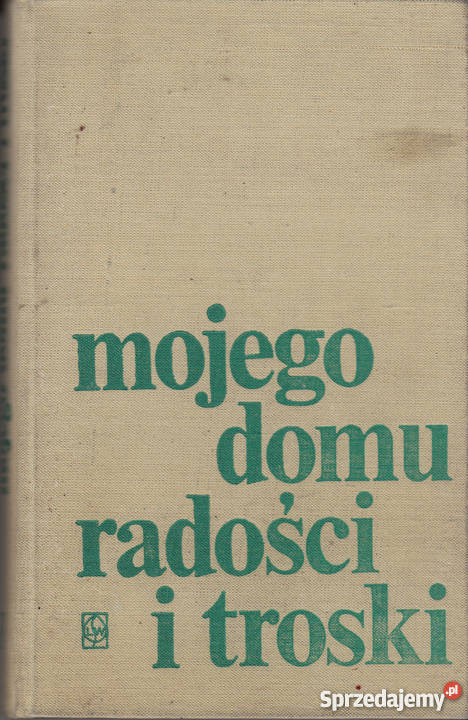 mojego
domu
radości
i troski
Sprzedajemy.pl